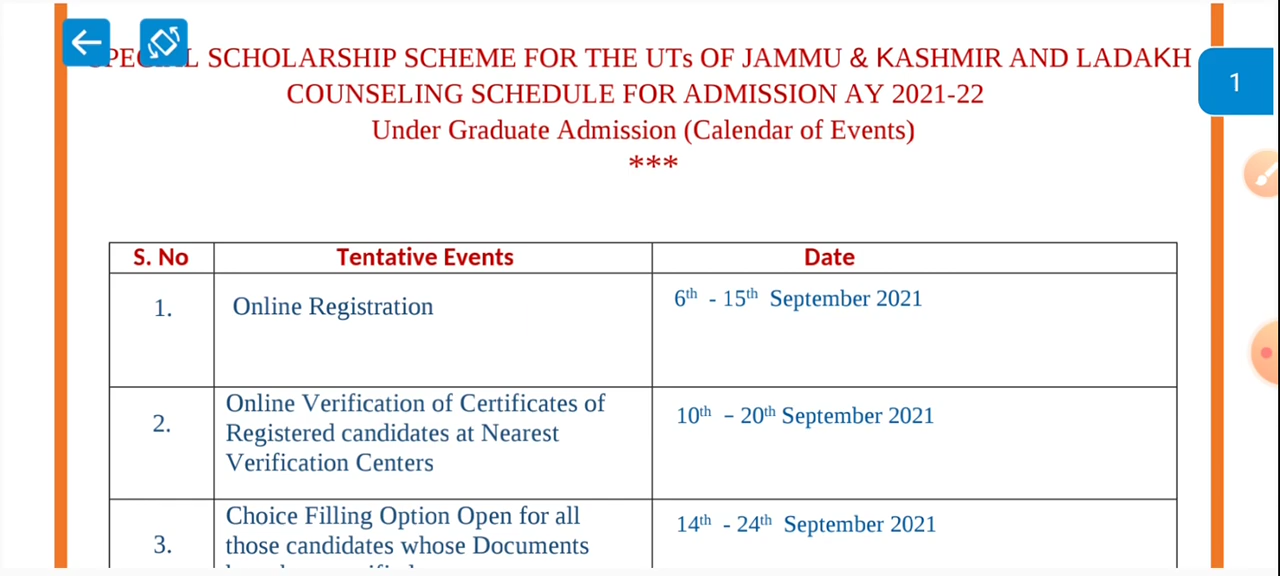 SCHOLARSHIP SCHEME FOR THE UTs OF JAMMU & KASHMIR AND LADAKH
COUNSELING SCHEDULE FOR ADMISSION AY 2021-22
Under Graduate Admission (Calendar of Events)
***
1
S. No Tentative Events Date
1. Online Registration 6th - 15th September 2021
2. Online Verification of Certificates of
Registered candidates at Nearest
Verification Centers
10th – 20th September 2021
3. Choice Filling Option Open for all
those candidates whose Documents
14th - 24th September 2021